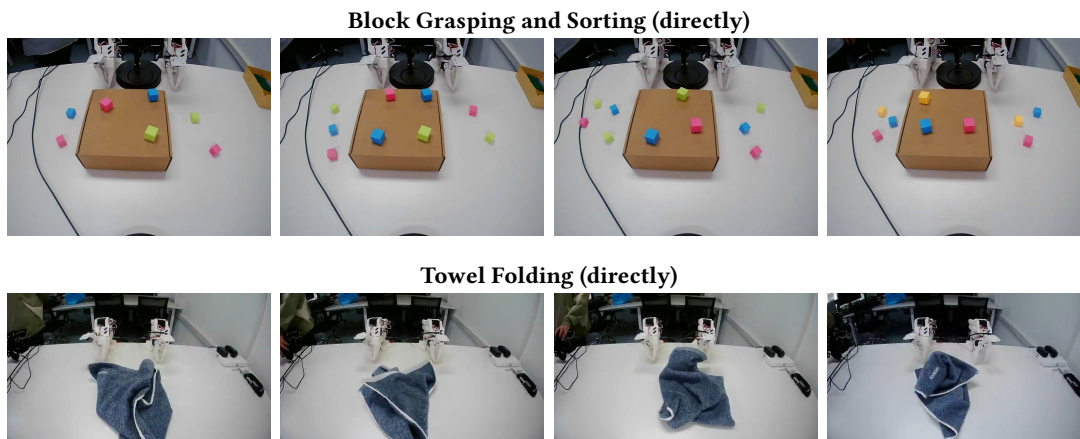 Block Grasping and Sorting (directly)
Towel Folding (directly)